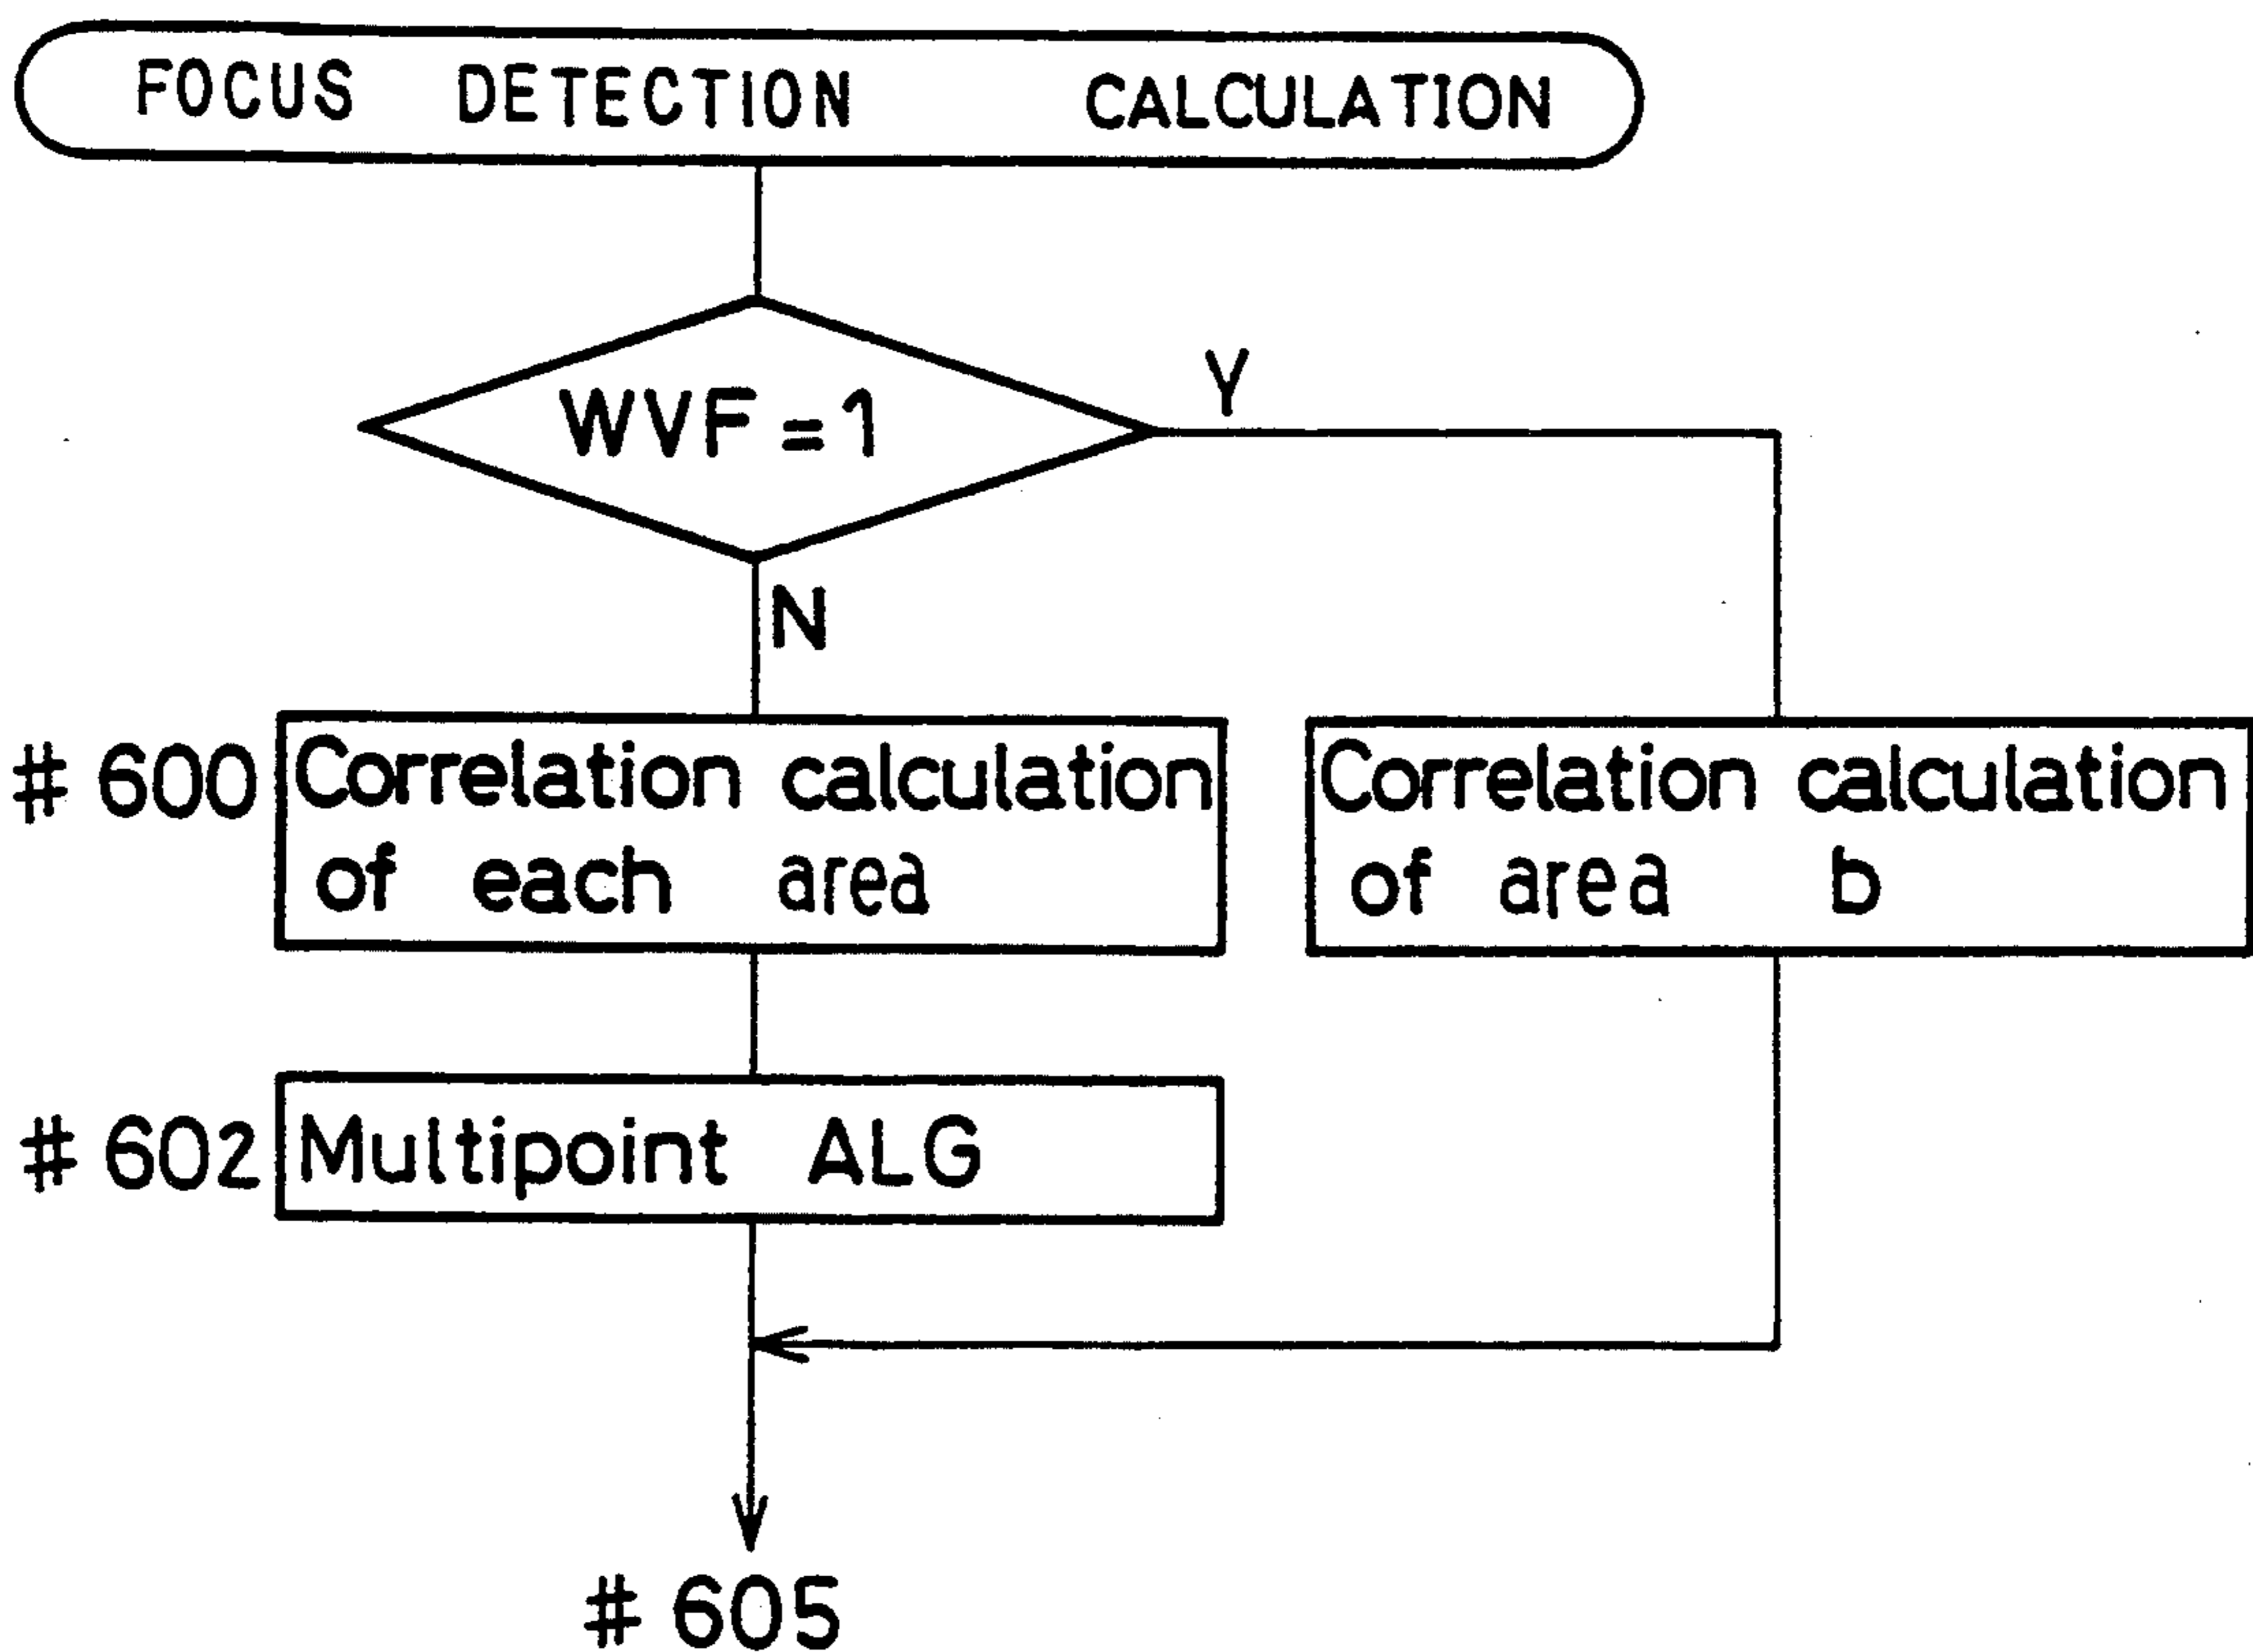 FOCUS DETECTION CALCULATION
WVF=1
Y
N
#600
Correlation calculation
of each area
Correlation calculation
of area b
#602
Multipoint ALG
#605